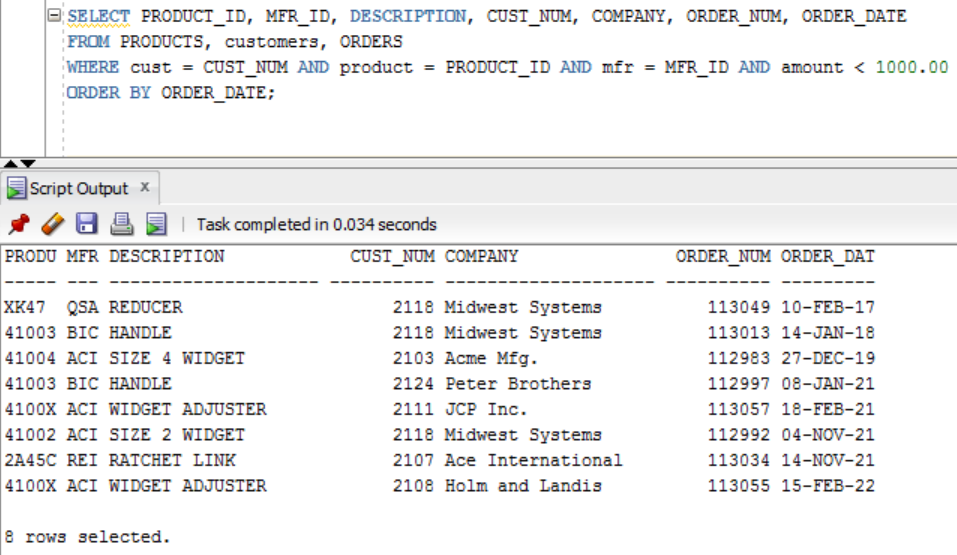 SELECT PRODUCT_ID, MFR_ID, DESCRIPTION, CUST_NUM, COMPANY, ORDER_NUM, ORDER_DATE
FROM PRODUCTS, customers, ORDERS
WHERE cust = CUST_NUM AND product = PRODUCT_ID AND mfr = MFR_ID AND amount < 1000.00
ORDER BY ORDER_DATE;
Script Output x
Task completed in 0.034 seconds
PRODU MFR DESCRIPTION            CUST_NUM COMPANY               ORDER_NUM ORDER_DAT
----- --- -------------------- ---------- -------------------- ---------- ---------
XK47  QSA REDUCER                    2118 Midwest Systems          113049 10-FEB-17
41003 BIC HANDLE                     2118 Midwest Systems          113013 14-JAN-18
41004 ACI SIZE 4 WIDGET              2103 Acme Mfg.                112983 27-DEC-19
41003 BIC HANDLE                     2124 Peter Brothers           112997 08-JAN-21
4100X ACI WIDGET ADJUSTER            2111 JCP Inc.                 113057 18-FEB-21
41002 ACI SIZE 2 WIDGET              2118 Midwest Systems          112992 04-NOV-21
2A45C REI RATCHET LINK               2107 Ace International        113034 14-NOV-21
4100X ACI WIDGET ADJUSTER            2108 Holm and Landis          113055 15-FEB-22
8 rows selected.